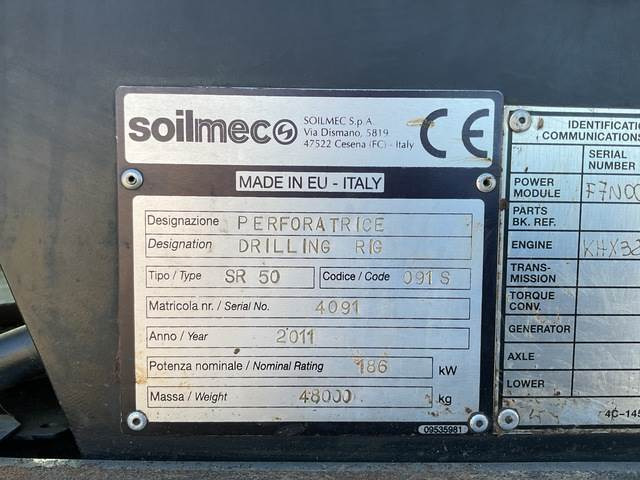 soilmec
SOILMEC S.p.A.
Via Dismano, 5819
47522 Cesena (FC) - Italy
CE
MADE IN EU - ITALY
Designazione PERFORATRICE
Designation DRILLING RIG
Tipo / Type SR 50 Codice / Code 091 S
Matricola nr. / Serial No. 4091
Anno / Year 2011
Potenza nominale / Nominal Rating 186 kW
Massa / Weight 48000 kg
09535981
COMMUNICATIONS
SERIAL
NUMBER
POWER
MODULE
PARTS
BK. REF.
ENGINE
TRANS-
MISSION
TORQUE
CONV.
GENERATOR
AXLE
LOWER